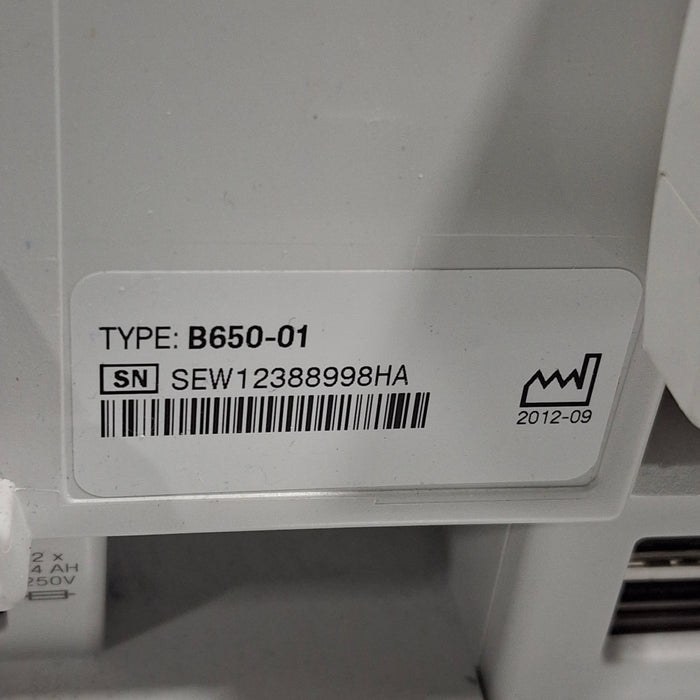 TYPE: B650-01
SN SEW12388998HA
2012-09
2 x
4 AH
250V